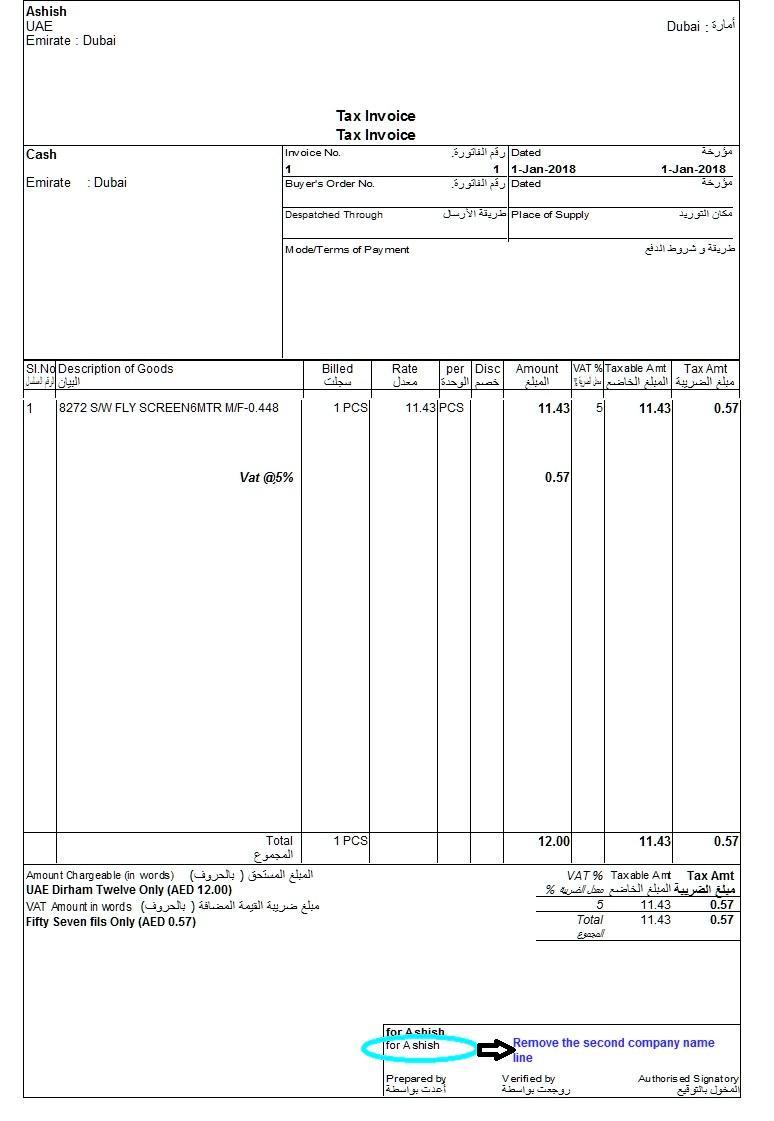 Ashish
UAE
Emirate : Dubai
Dubai : أمارة
Tax Invoice
Tax Invoice
Cash
Emirate : Dubai
Invoice No. رقم الفاتورة. Dated مؤرخة
1 1 1-Jan-2018 1-Jan-2018
Buyer's Order No. رقم الفاتورة. Dated مؤرخة
Despatched Through طريقة الأرسال Place of Supply مكان التوريد
Mode/Terms of Payment طريقة و شروط الدفع
Sl.No Description of Goods Billed Rate per Disc Amount VAT % Taxable Amt Tax Amt
البيان سجلت معدل الوحدة خصم المبلغ المبلغ الخاضع مبلغ الضريبة
1 8272 S/W FLY SCREEN6MTR M/F-0.448 1 PCS 11.43 PCS 11.43 5 11.43 0.57
Vat @5% 0.57
Total 1 PCS 12.00 11.43 0.57
المجموع
Amount Chargeable (in words) المبلغ المستحق ( بالحروف) VAT % Taxable Amt Tax Amt
UAE Dirham Twelve Only (AED 12.00) % معدل الضريبة المبلغ الخاضع مبلغ الضريبة
VAT Amount in words مبلغ ضريبة القيمة المضافة ( بالحروف) 5 11.43 0.57
Fifty Seven fils Only (AED 0.57) Total 11.43 0.57
المجموع
for Ashish
for Ashish
Remove the second company name
line
Prepared by Verified by Authorised Signatory
أعدت بواسطة روجعت بواسطة المخول بالتوقيع